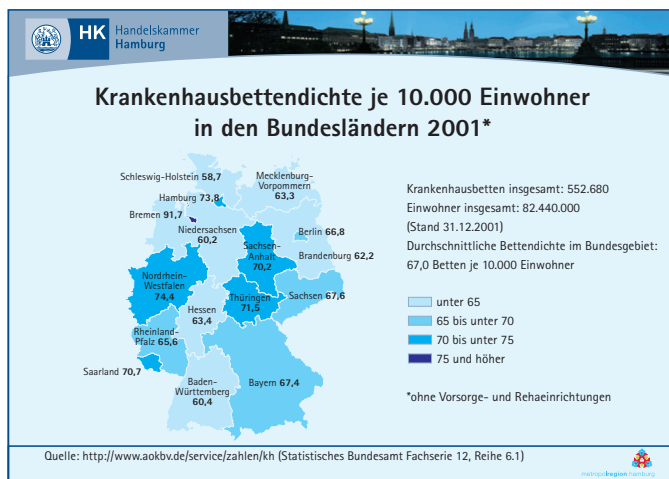 HK Handelskammer
Hamburg
Krankenhausbettendichte je 10.000 Einwohner
in den Bundesländern 2001*
Schleswig-Holstein 58,7
Mecklenburg-
Vorpommern
63,3
Hamburg 73,8
Bremen 91,7
Niedersachsen
60,2
Berlin 66,8
Sachsen-
Anhalt
70,2
Brandenburg 62,2
Nordrhein-
Westfalen
74,4
Thüringen
71,5
Sachsen 67,6
Hessen
63,4
Rheinland-
Pfalz 65,6
Saarland 70,7
Baden-
Württemberg
60,4
Bayern 67,4
Krankenhausbetten insgesamt: 552.680
Einwohner insgesamt: 82.440.000
(Stand 31.12.2001)
Durchschnittliche Bettendichte im Bundesgebiet:
67,0 Betten je 10.000 Einwohner
unter 65
65 bis unter 70
70 bis unter 75
75 und höher
*ohne Vorsorge- und Rehaeinrichtungen
Quelle: http://www.aokbv.de/service/zahlen/kh (Statistisches Bundesamt Fachserie 12, Reihe 6.1)
metropolregion hamburg